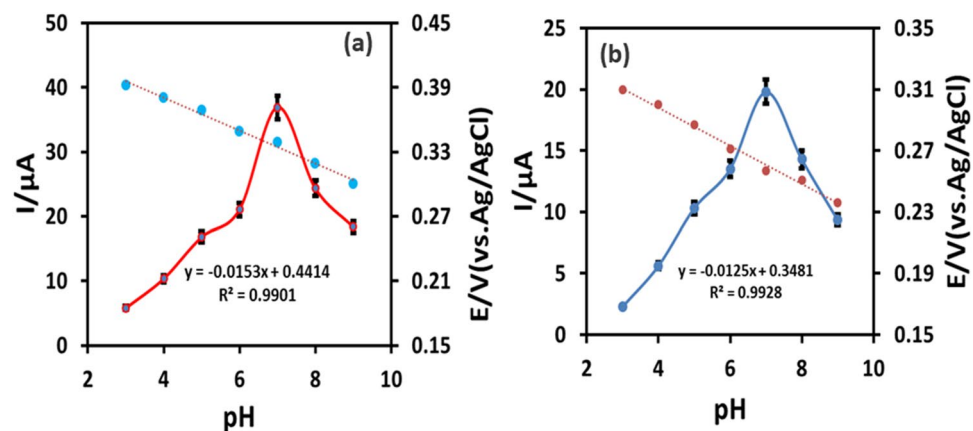 (a)
I/µA
50
40
30
20
10
0
0.45
0.39
0.33
0.27
0.21
0.15
E/V(vs.Ag/AgCl)
y = -0.0153x + 0.4414
R² = 0.9901
2 4 6 8 10
pH
(b)
I/µA
25
20
15
10
5
0
0.35
0.31
0.27
0.23
0.19
0.15
E/V(vs.Ag/AgCl)
y = -0.0125x + 0.3481
R² = 0.9928
2 4 6 8 10
pH